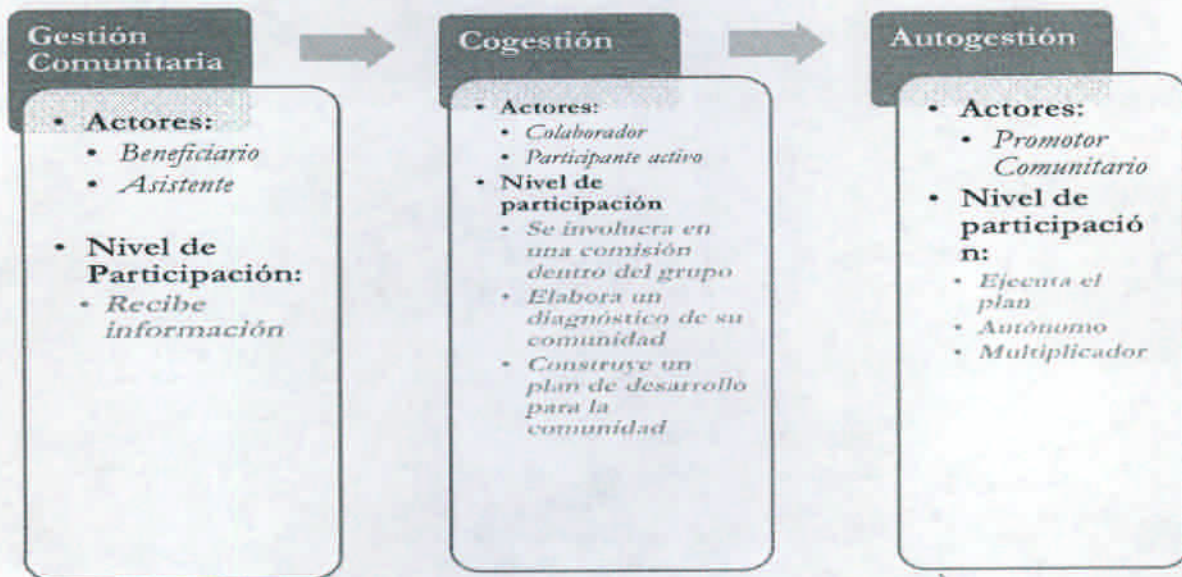 Gestión
Comunitaria
• Actores:
• Beneficiario
• Asistente
• Nivel de
Participación:
• Recibe
información
Cogestión
• Actores:
• Colaborador
• Participante activo
• Nivel de
participación
• Se involucra en
una comisión
dentro del grupo
• Elabora un
diagnóstico de su
comunidad
• Construye un
plan de desarrollo
para la
comunidad
Autogestión
• Actores:
• Promotor
Comunitario
• Nivel de
participació
n:
• Ejecuta el
plan
• Autónomo
• Multiplicador